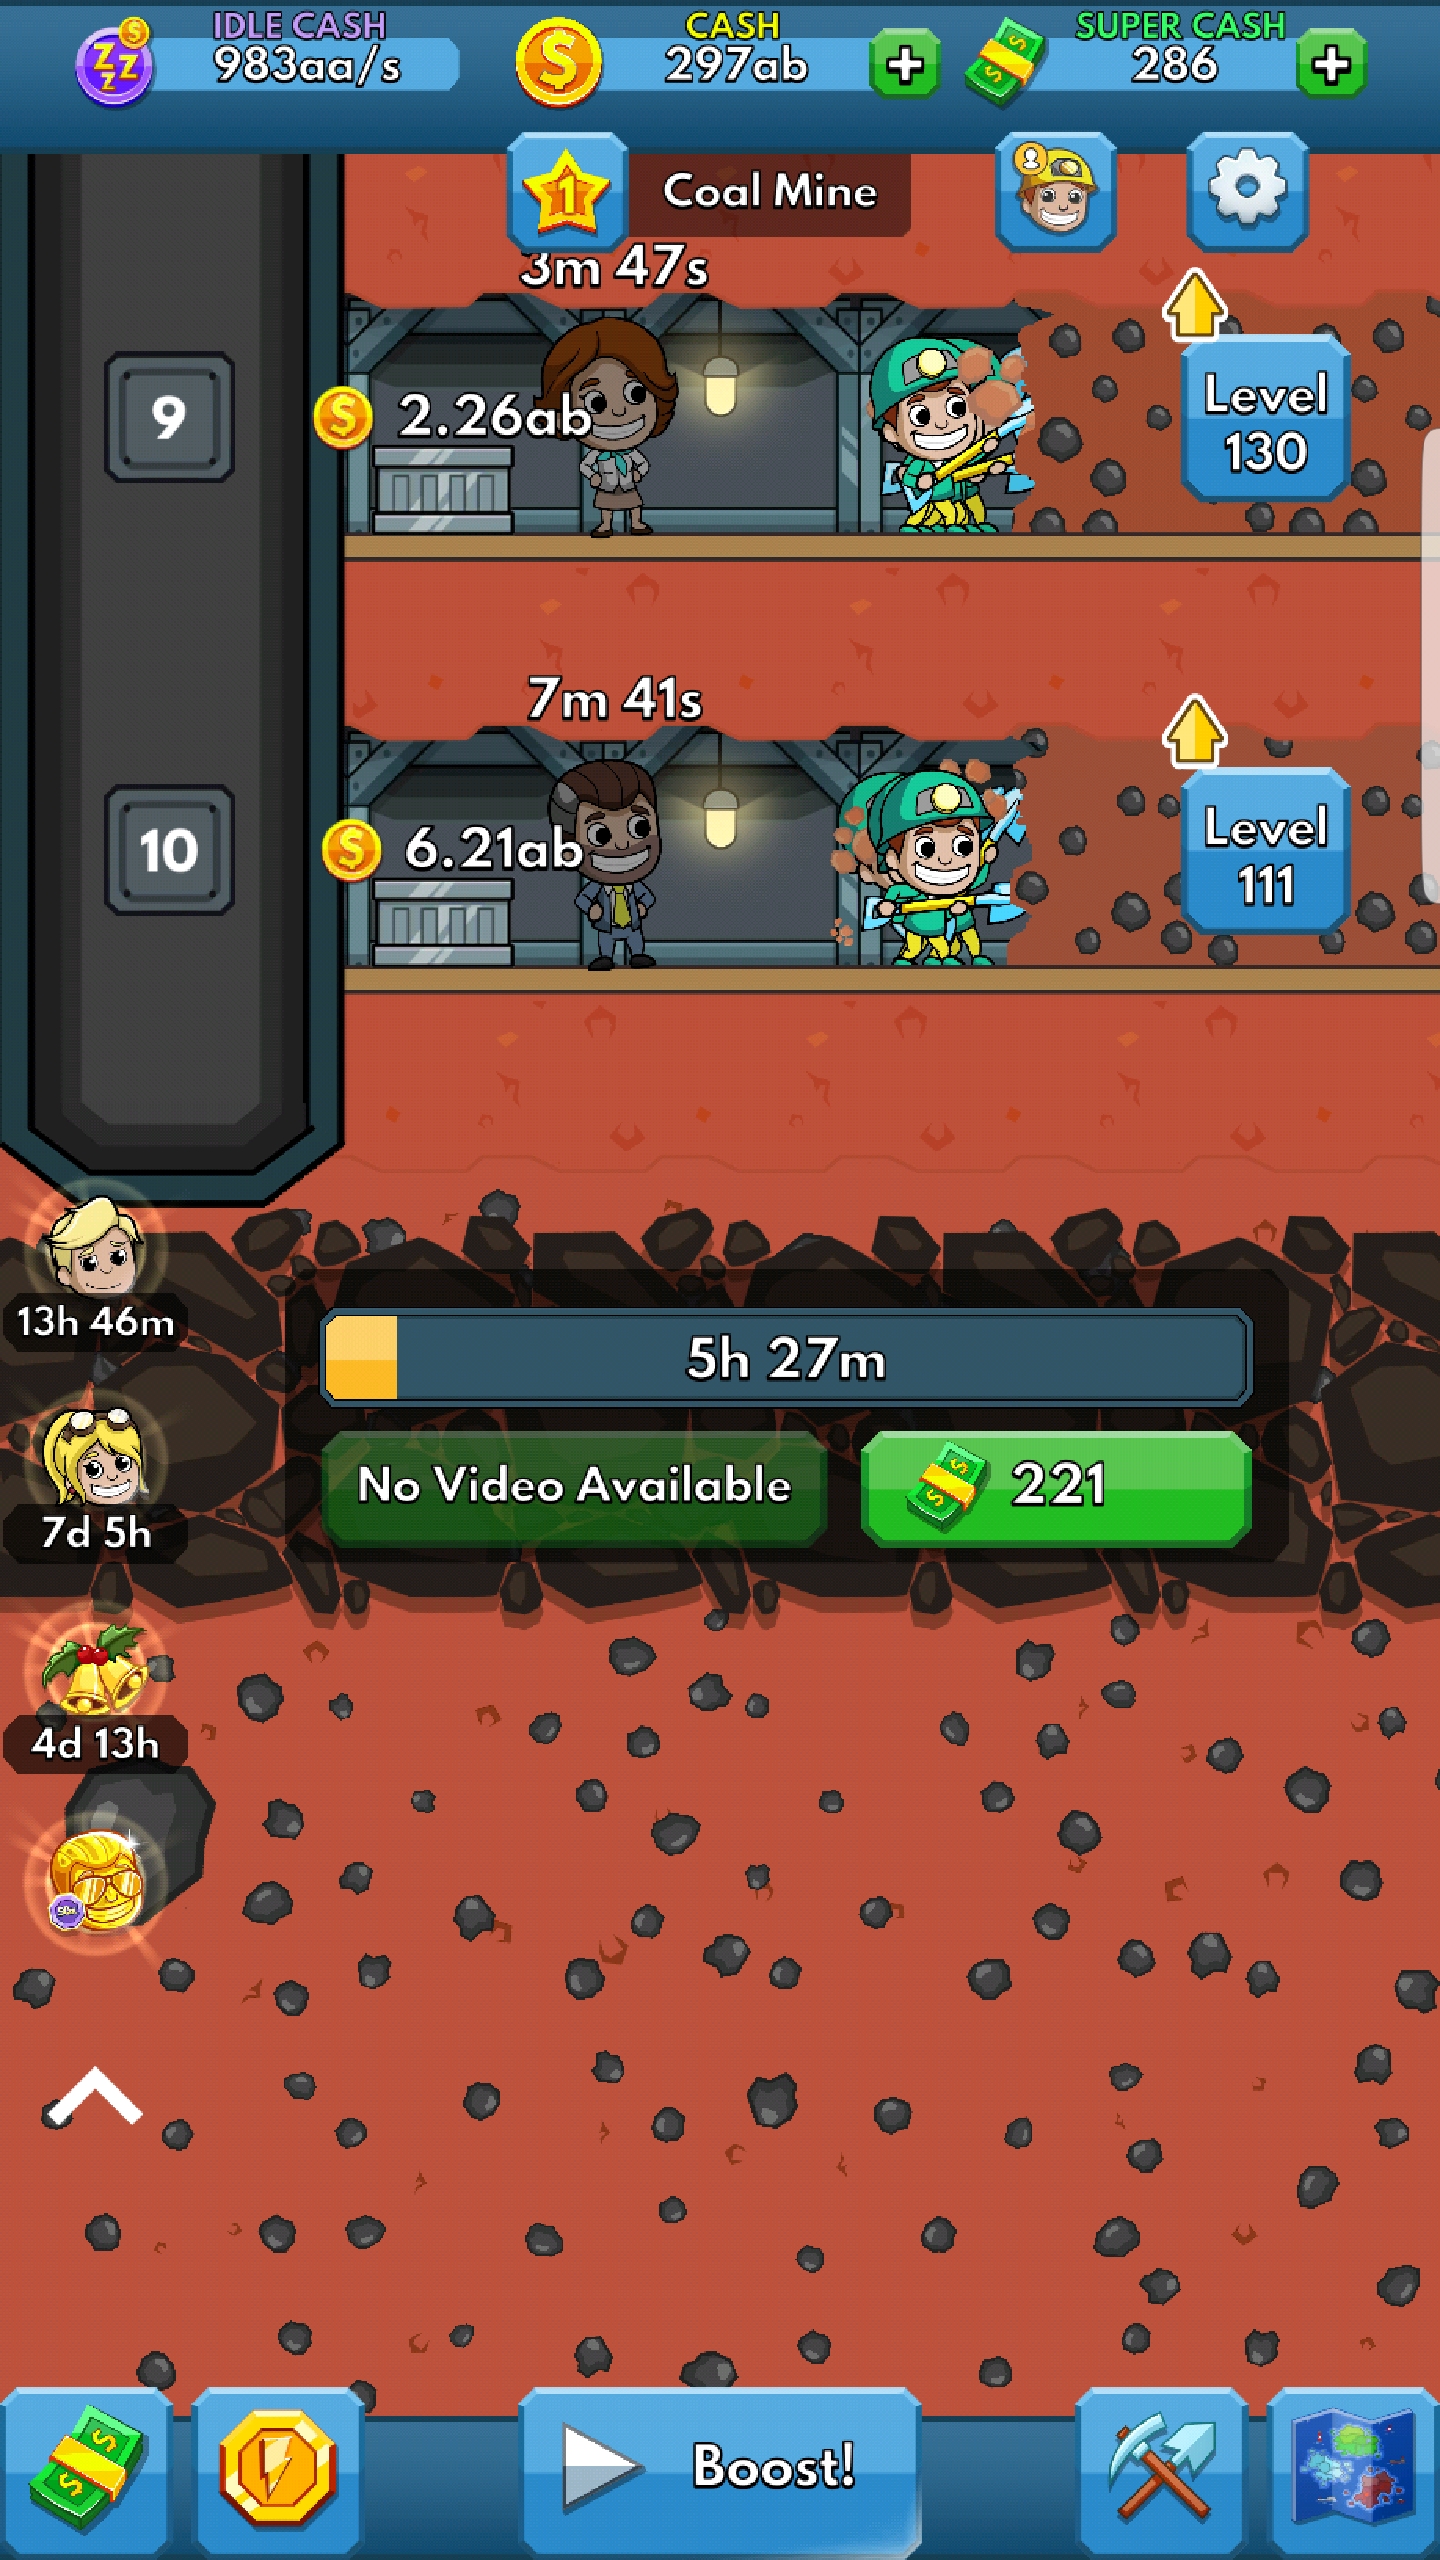 IDLE CASH
983aa/s
CASH
297ab
SUPER CASH
286
1
Coal Mine
3m 47s
9
2.26ab
Level
130
7m 41s
10
6.21ab
Level
111
13h 46m
5h 27m
7d 5h
No Video Available
221
4d 13h
Boost!